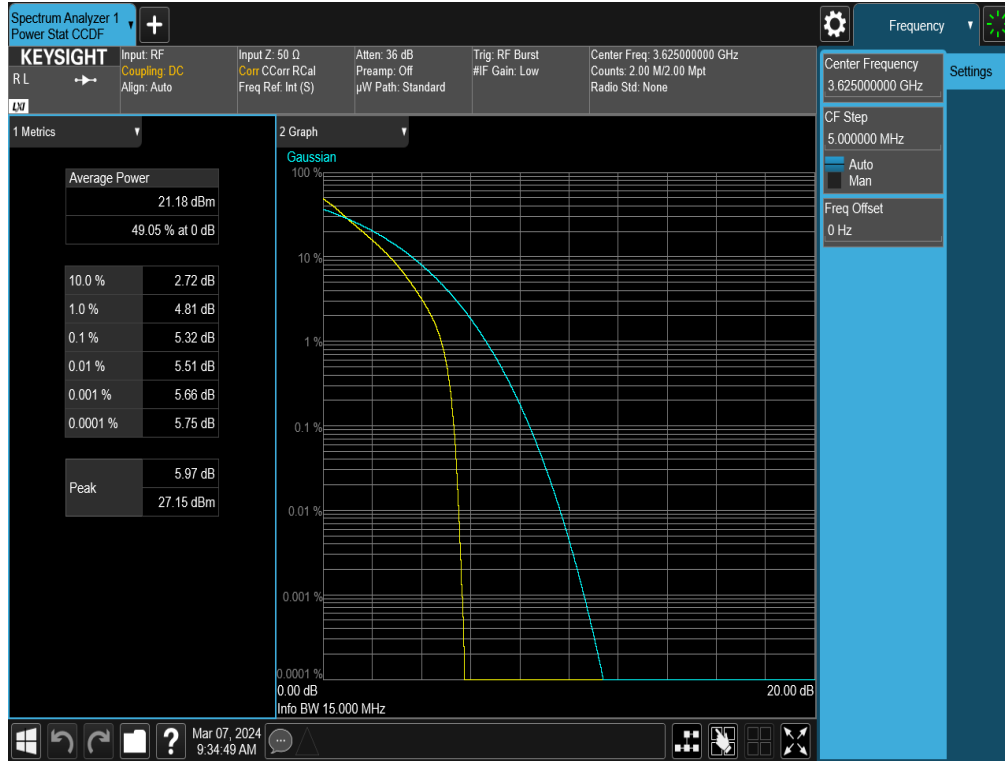 Spectrum Analyzer 1
Power Stat CCDF
Frequency
KEYSIGHT
R L
LXI
Input: RF
Coupling: DC
Align: Auto
Input Z: 50 Ω
Corr CCorr RCal
Freq Ref: Int (S)
Atten: 36 dB
Preamp: Off
µW Path: Standard
Trig: RF Burst
#IF Gain: Low
Center Freq: 3.625000000 GHz
Counts: 2.00 M/2.00 Mpt
Radio Std: None
Center Frequency
3.625000000 GHz
Settings
CF Step
5.000000 MHz
Auto
Man
Freq Offset
0 Hz
1 Metrics
Average Power
21.18 dBm
49.05 % at 0 dB
10.0 % 2.72 dB
1.0 % 4.81 dB
0.1 % 5.32 dB
0.01 % 5.51 dB
0.001 % 5.66 dB
0.0001 % 5.75 dB
Peak
5.97 dB
27.15 dBm
2 Graph
Gaussian
100 %
10 %
1 %
0.1 %
0.01 %
0.001 %
0.0001 %
0.00 dB 20.00 dB
Info BW 15.000 MHz
?
Mar 07, 2024
9:34:49 AM